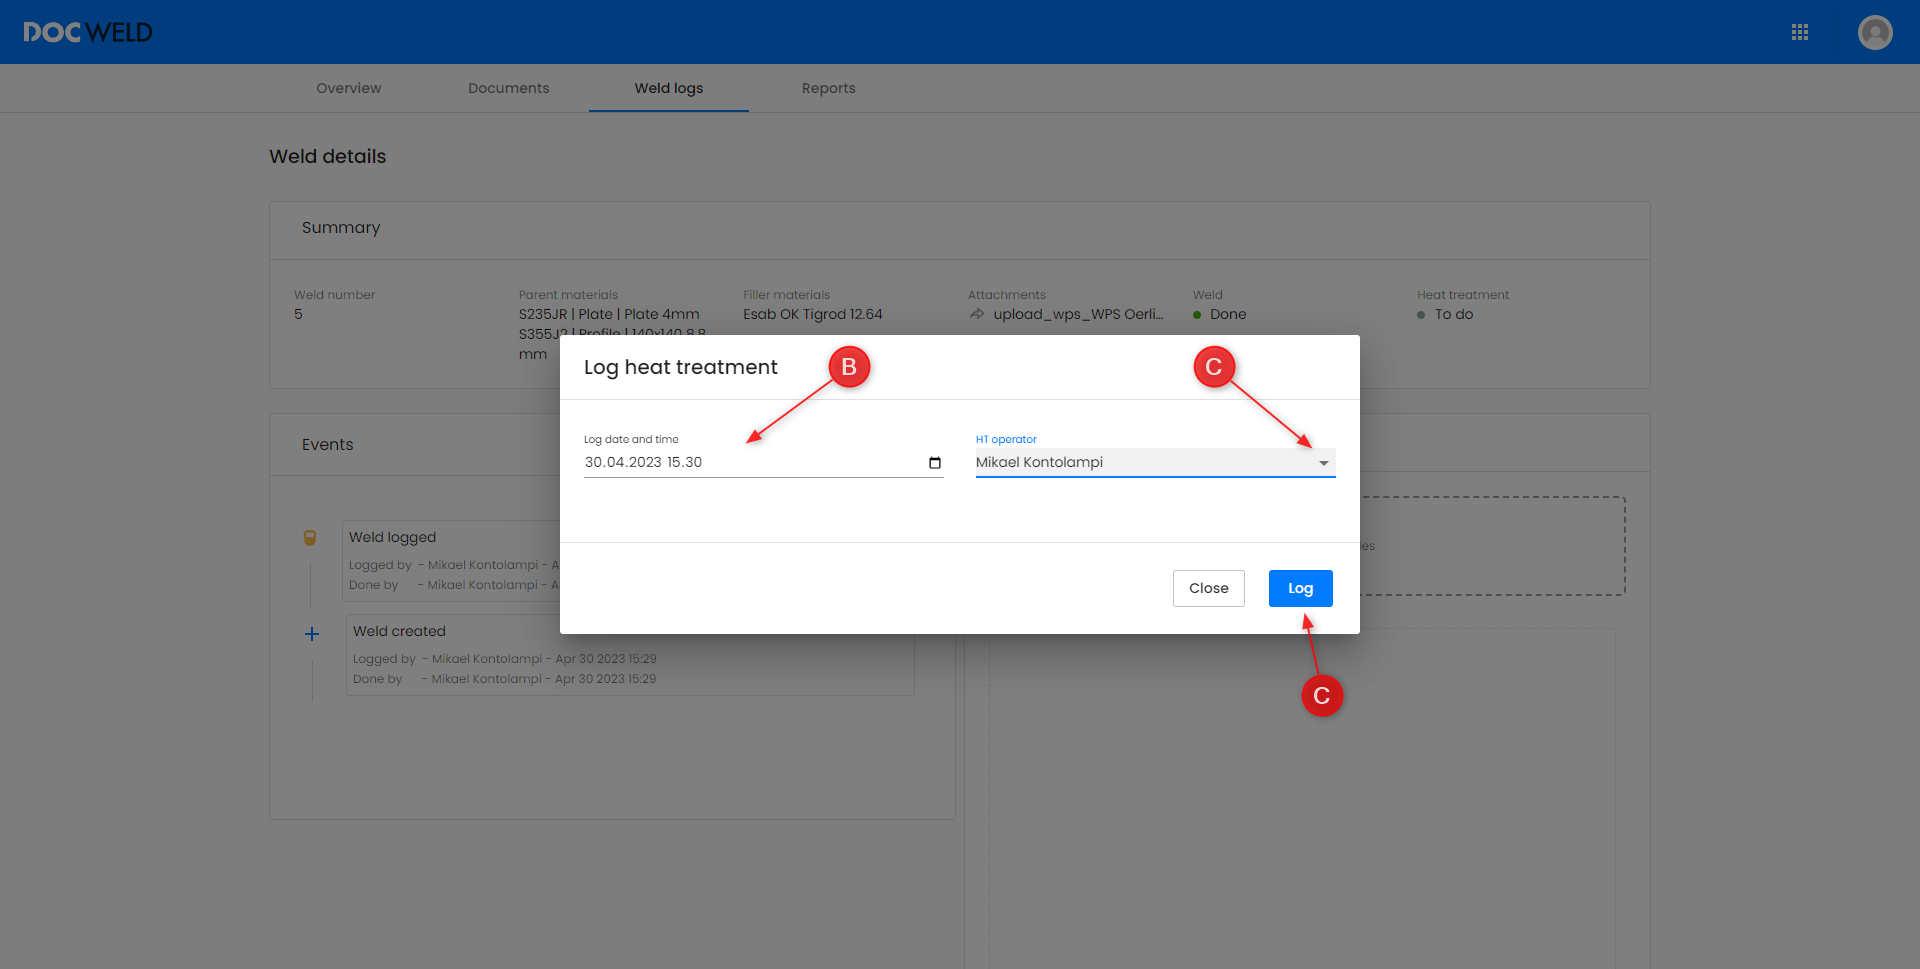 DOCWELD
Overview
Documents
Weld logs
Reports
Weld details
Summary
Weld number
5
Parent materials
S235JR | Plate | Plate 4mm
S355J2 | Profile | 140x140 8.8
mm
Filler materials
Esab OK Tigrod 12.64
Attachments
upload_wps_WPS Oerli...
Weld
Done
Heat treatment
To do
Log heat treatment
B
C
Log date and time
30.04.2023 15.30
HT operator
Mikael Kontolampi
Close
Log
C
Events
Weld logged
Logged by - Mikael Kontolampi - A
Done by - Mikael Kontolampi - A
Weld created
Logged by - Mikael Kontolampi - Apr 30 2023 15:29
Done by - Mikael Kontolampi - Apr 30 2023 15:29